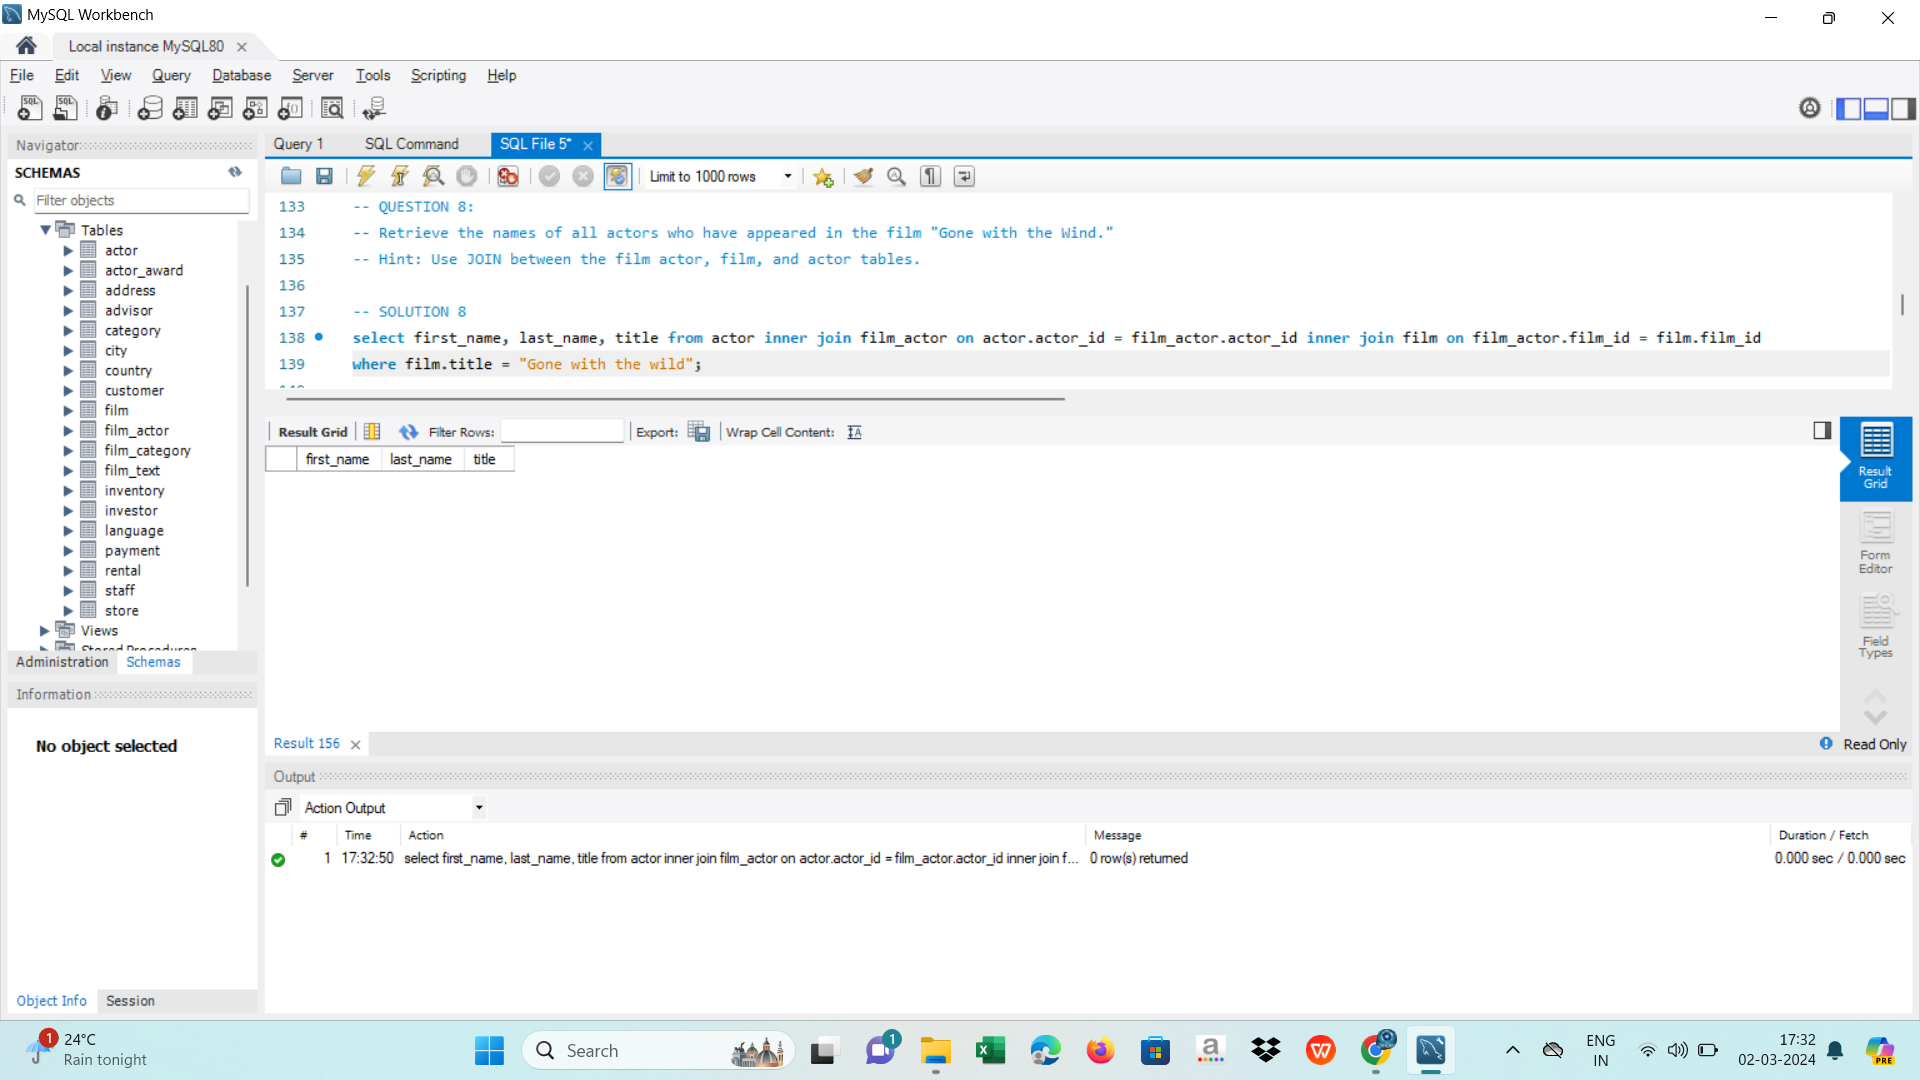 MySQL Workbench
Local instance MySQL80
File Edit View Query Database Server Tools Scripting Help
Navigator
SCHEMAS
Filter objects
Tables
actor
actor_award
address
advisor
category
city
country
customer
film
film_actor
film_category
film_text
inventory
investor
language
payment
rental
staff
store
Views
Stored Procedures
Administration Schemas
Information
No object selected
Object Info Session
Query 1 SQL Command SQL File 5*
Limit to 1000 rows
133 -- QUESTION 8:
134 -- Retrieve the names of all actors who have appeared in the film "Gone with the Wind."
135 -- Hint: Use JOIN between the film actor, film, and actor tables.
136
137 -- SOLUTION 8
138 select first_name, last_name, title from actor inner join film_actor on actor.actor_id = film_actor.actor_id inner join film on film_actor.film_id = film.film_id
139 where film.title = "Gone with the wild";
140
Result Grid Filter Rows: Export: Wrap Cell Content:
first_name last_name title
Result Grid
Form Editor
Field Types
Result 156
Read Only
Output
Action Output
# Time Action Message Duration / Fetch
1 17:32:50 select first_name, last_name, title from actor inner join film_actor on actor.actor_id = film_actor.actor_id inner join f... 0 row(s) returned 0.000 sec / 0.000 sec
1
24°C
Rain tonight
Search
1
ENG
IN
17:32
02-03-2024
PRE